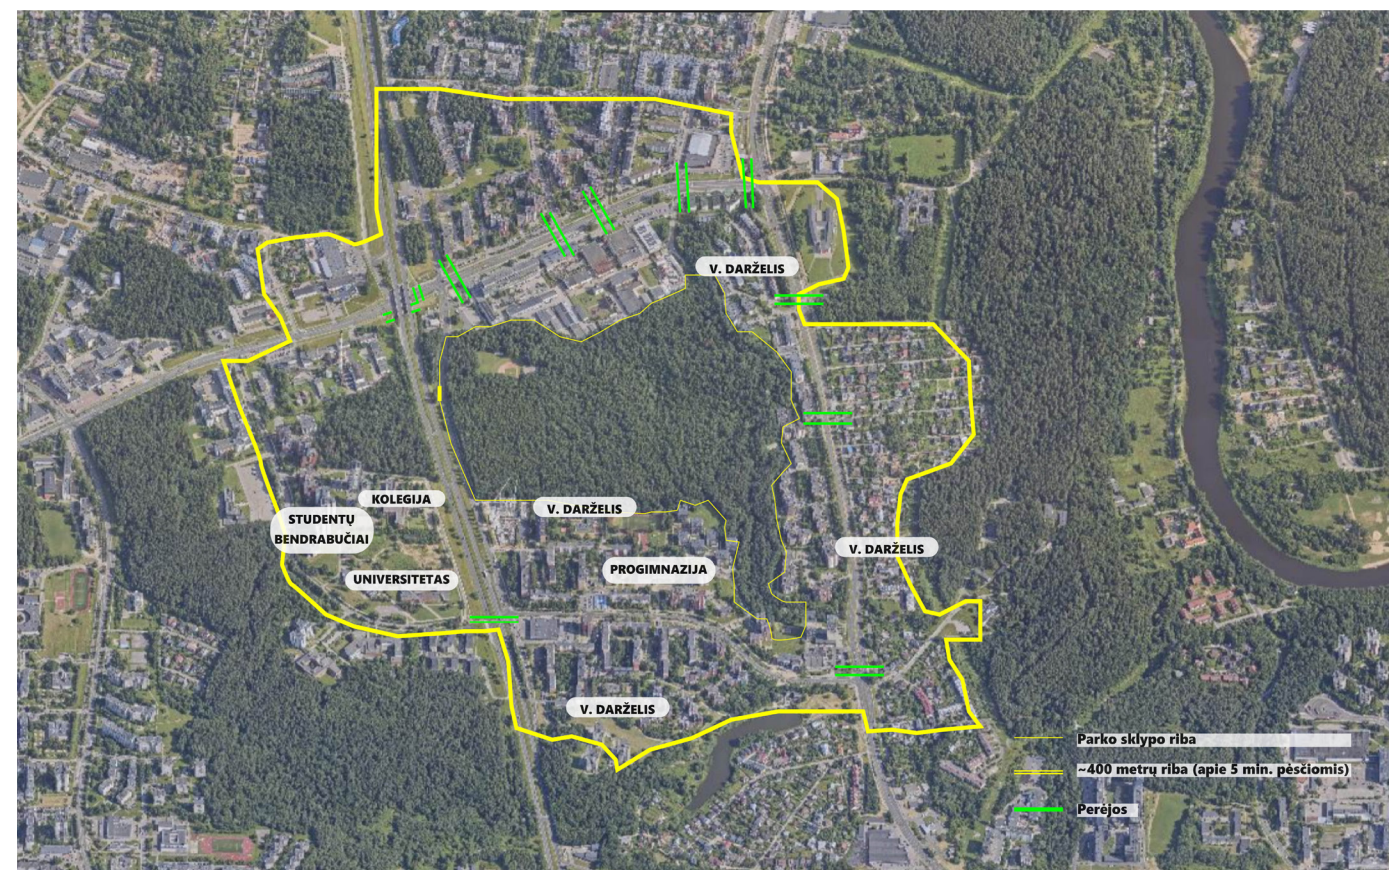 V. DARŽELIS
KOLEGIJA
V. DARŽELIS
STUDENTŲ
BENDRABUČIAI
V. DARŽELIS
PROGIMNAZIJA
UNIVERSITETAS
V. DARŽELIS
Parko sklypo riba
~400 metrų riba (apie 5 min. pėsčiomis)
Perėjos